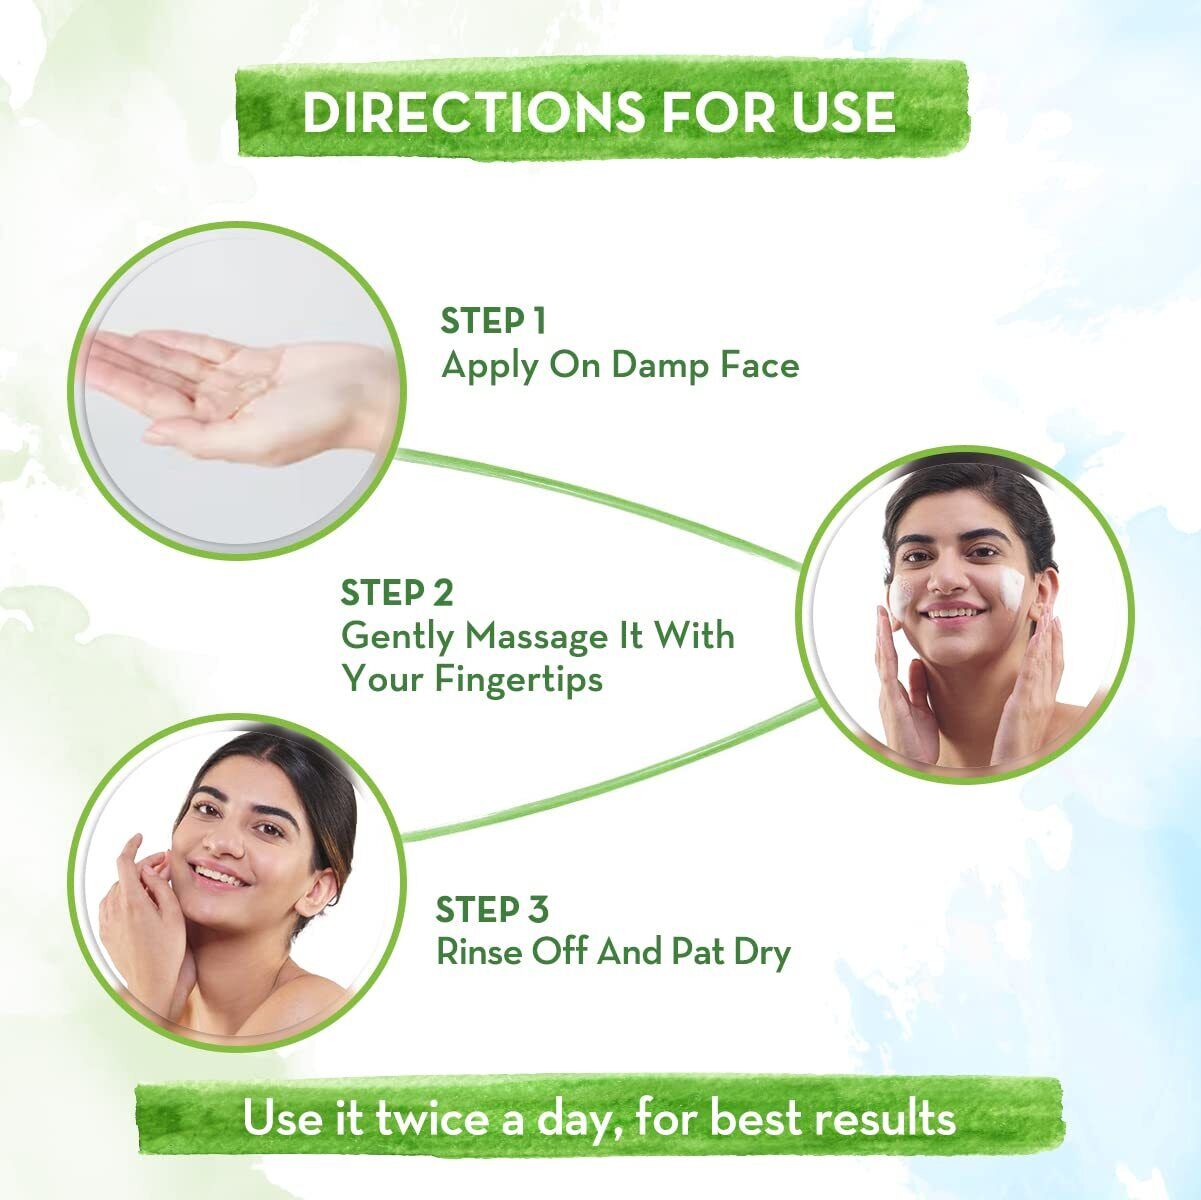 DIRECTIONS FOR USE
STEP 1
Apply On Damp Face
STEP 2
Gently Massage It With
Your Fingertips
STEP 3
Rinse Off And Pat Dry
Use it twice a day, for best results